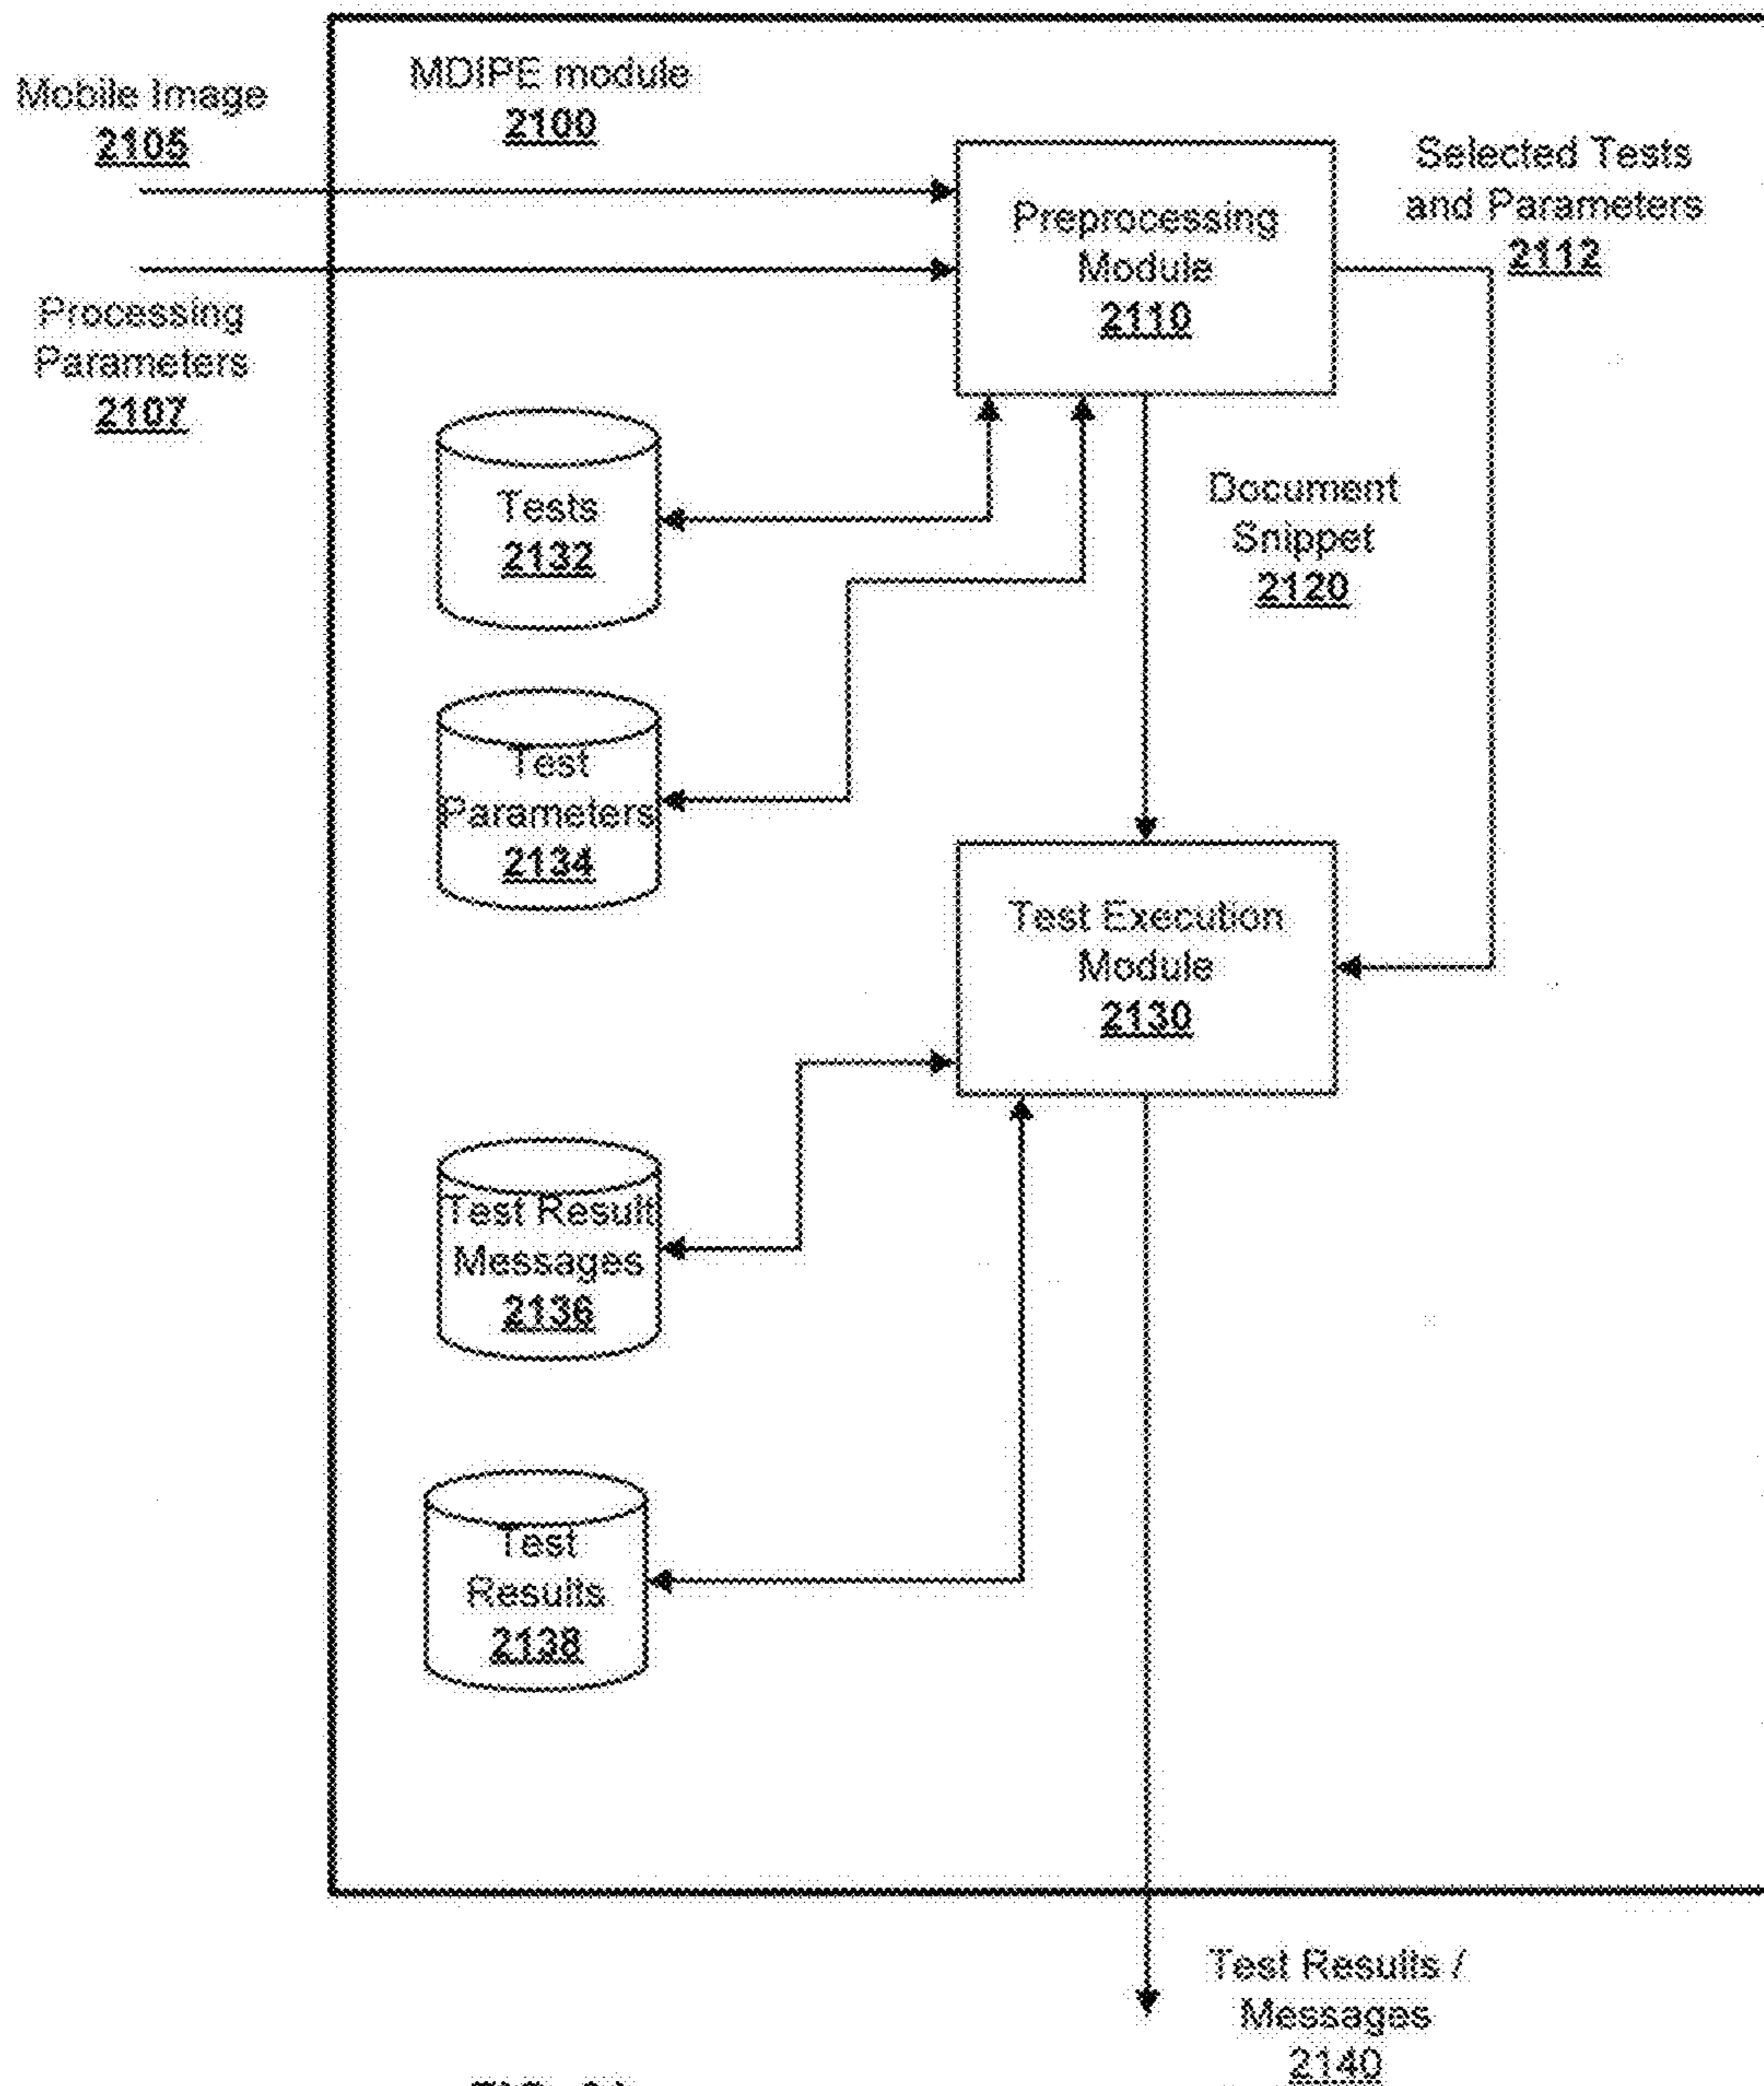 MDIPE module
2100
Mobile Image
2105
Processing
Parameters
2107
Preprocessing
Module
2110
Selected Tests
and Parameters
2112
Document
Snippet
2120
Tests
2132
Test
Parameters
2134
Test Execution
Module
2130
Test Result
Messages
2136
Test
Results
2138
Test Results /
Messages
2140